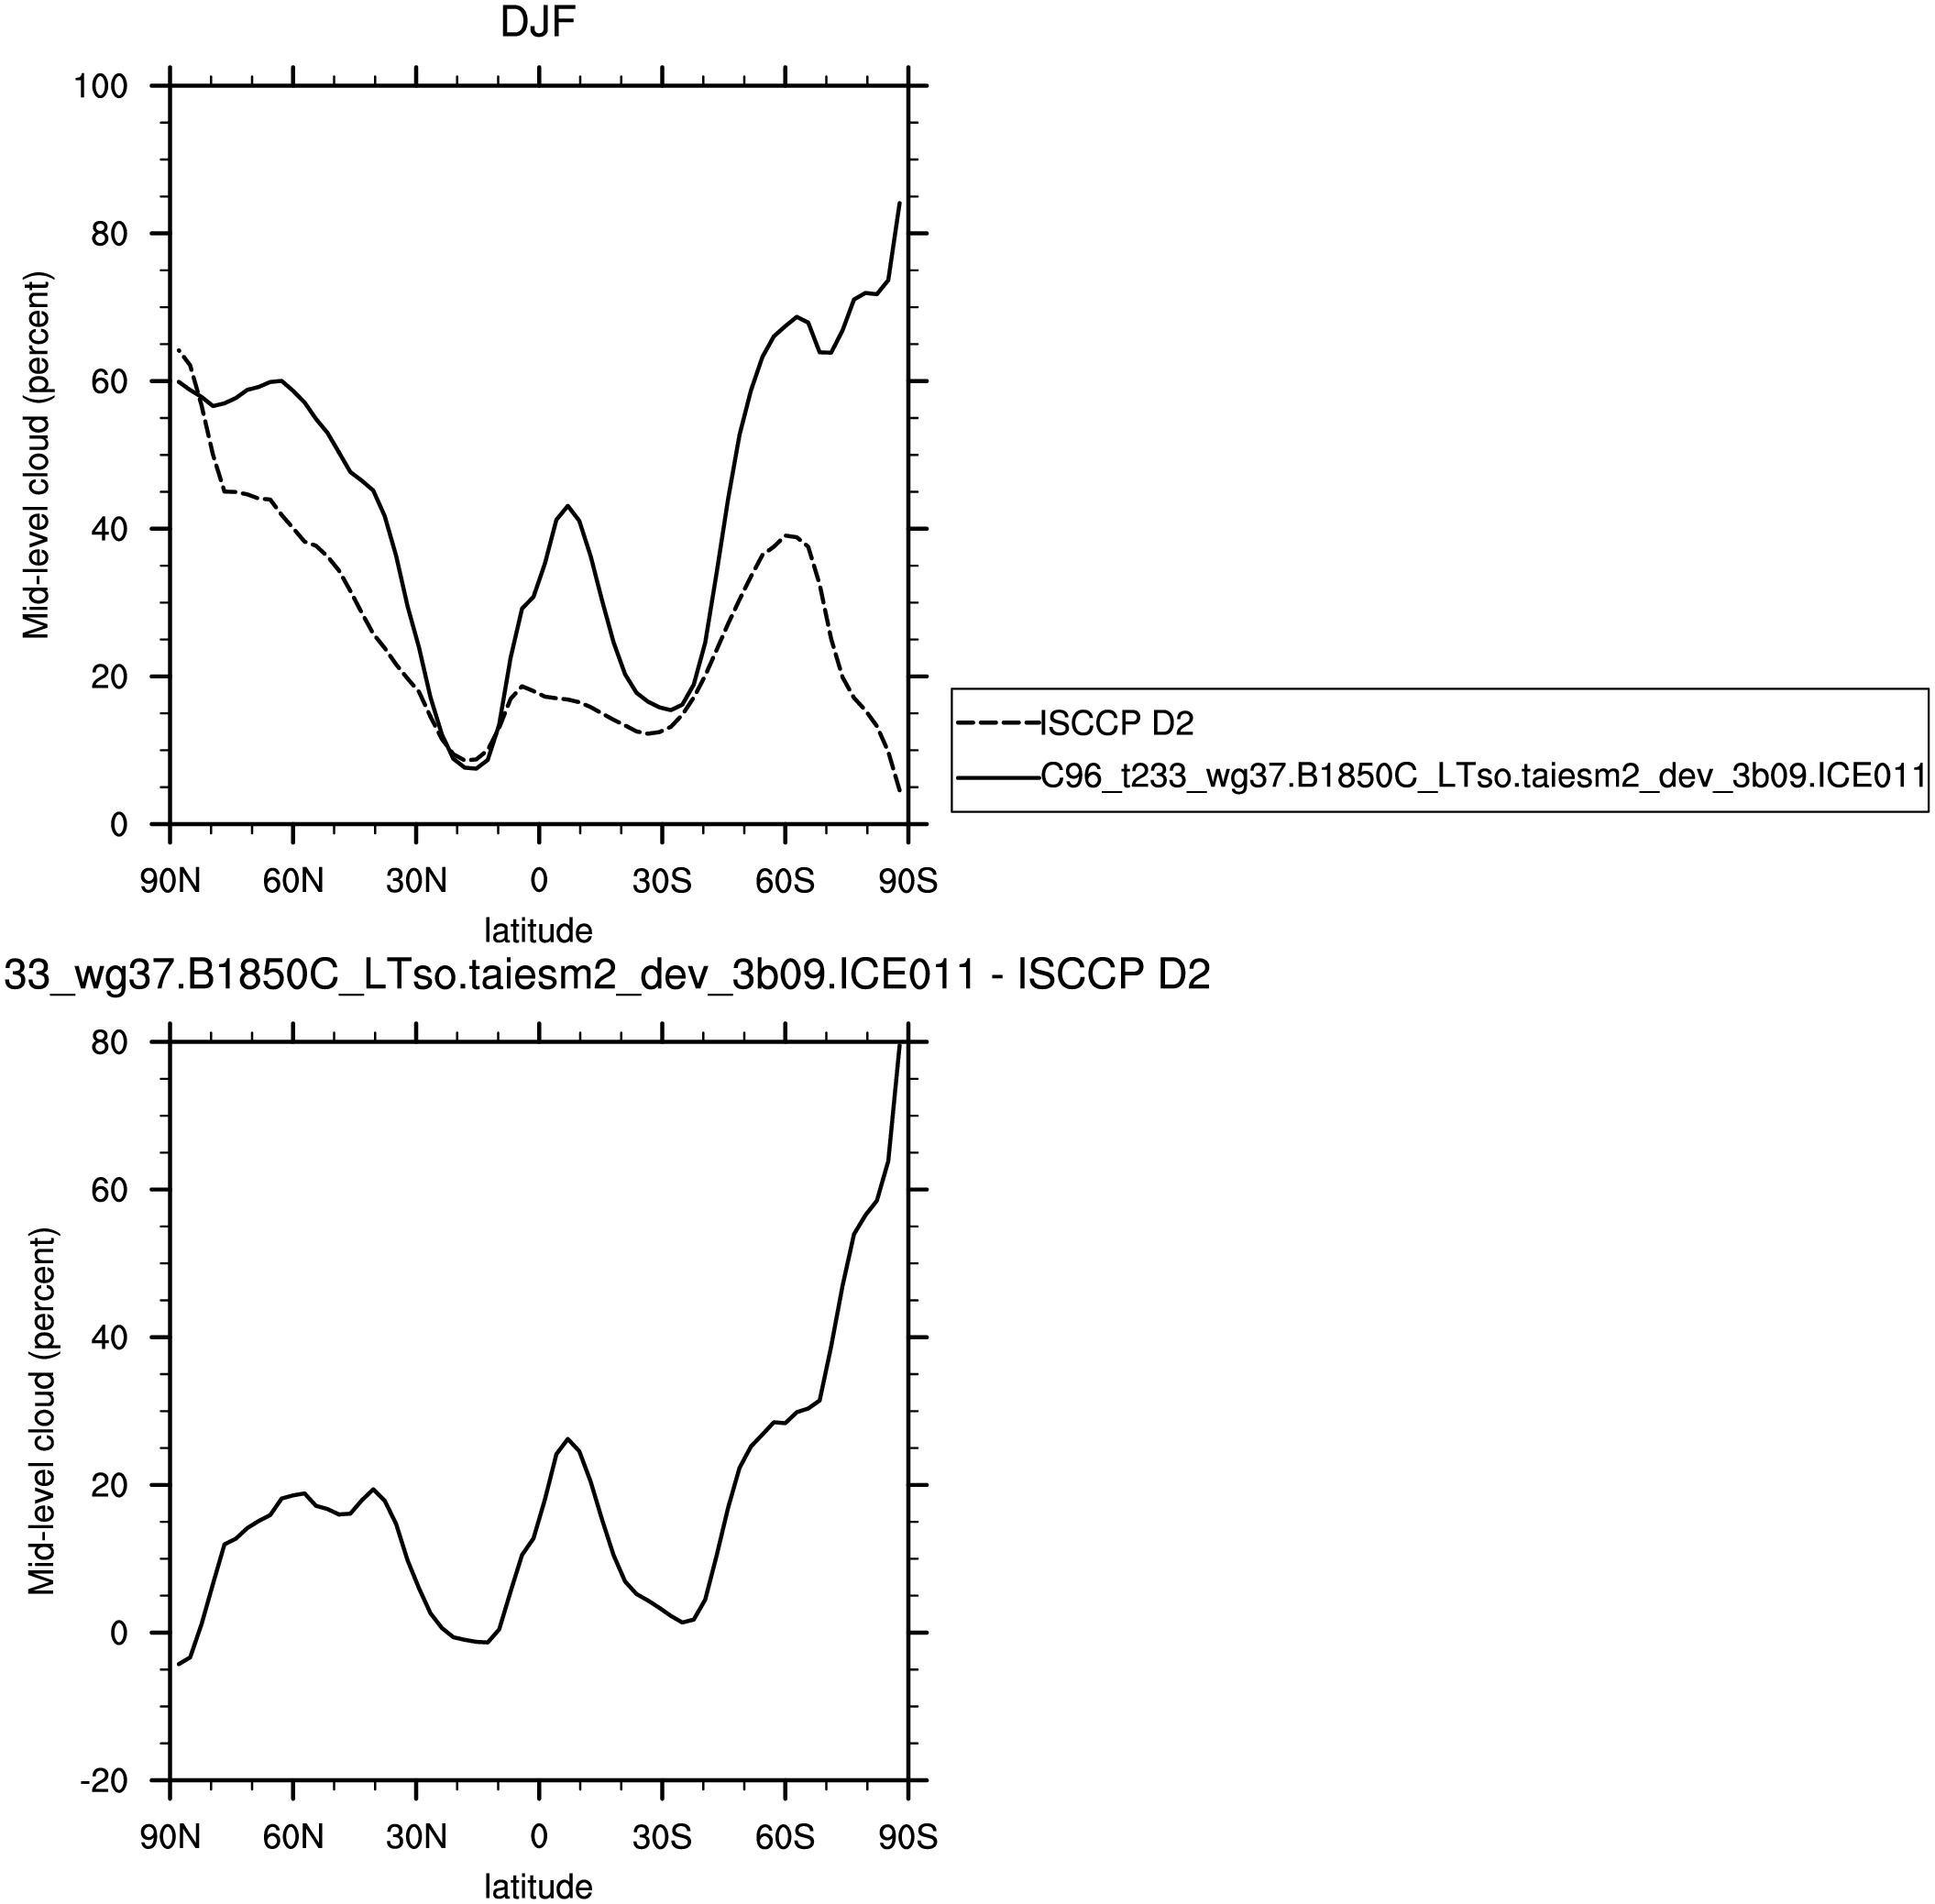 DJF
100
80
60
40
20
0
Mid-level cloud (percent)
90N 60N 30N 0 30S 60S 90S
latitude
ISCCP D2
C96_t233_wg37.B1850C_LTso.taiesm2_dev_3b09.ICE011
33_wg37.B1850C_LTso.taiesm2_dev_3b09.ICE011 - ISCCP D2
80
60
40
20
0
-20
Mid-level cloud (percent)
90N 60N 30N 0 30S 60S 90S
latitude